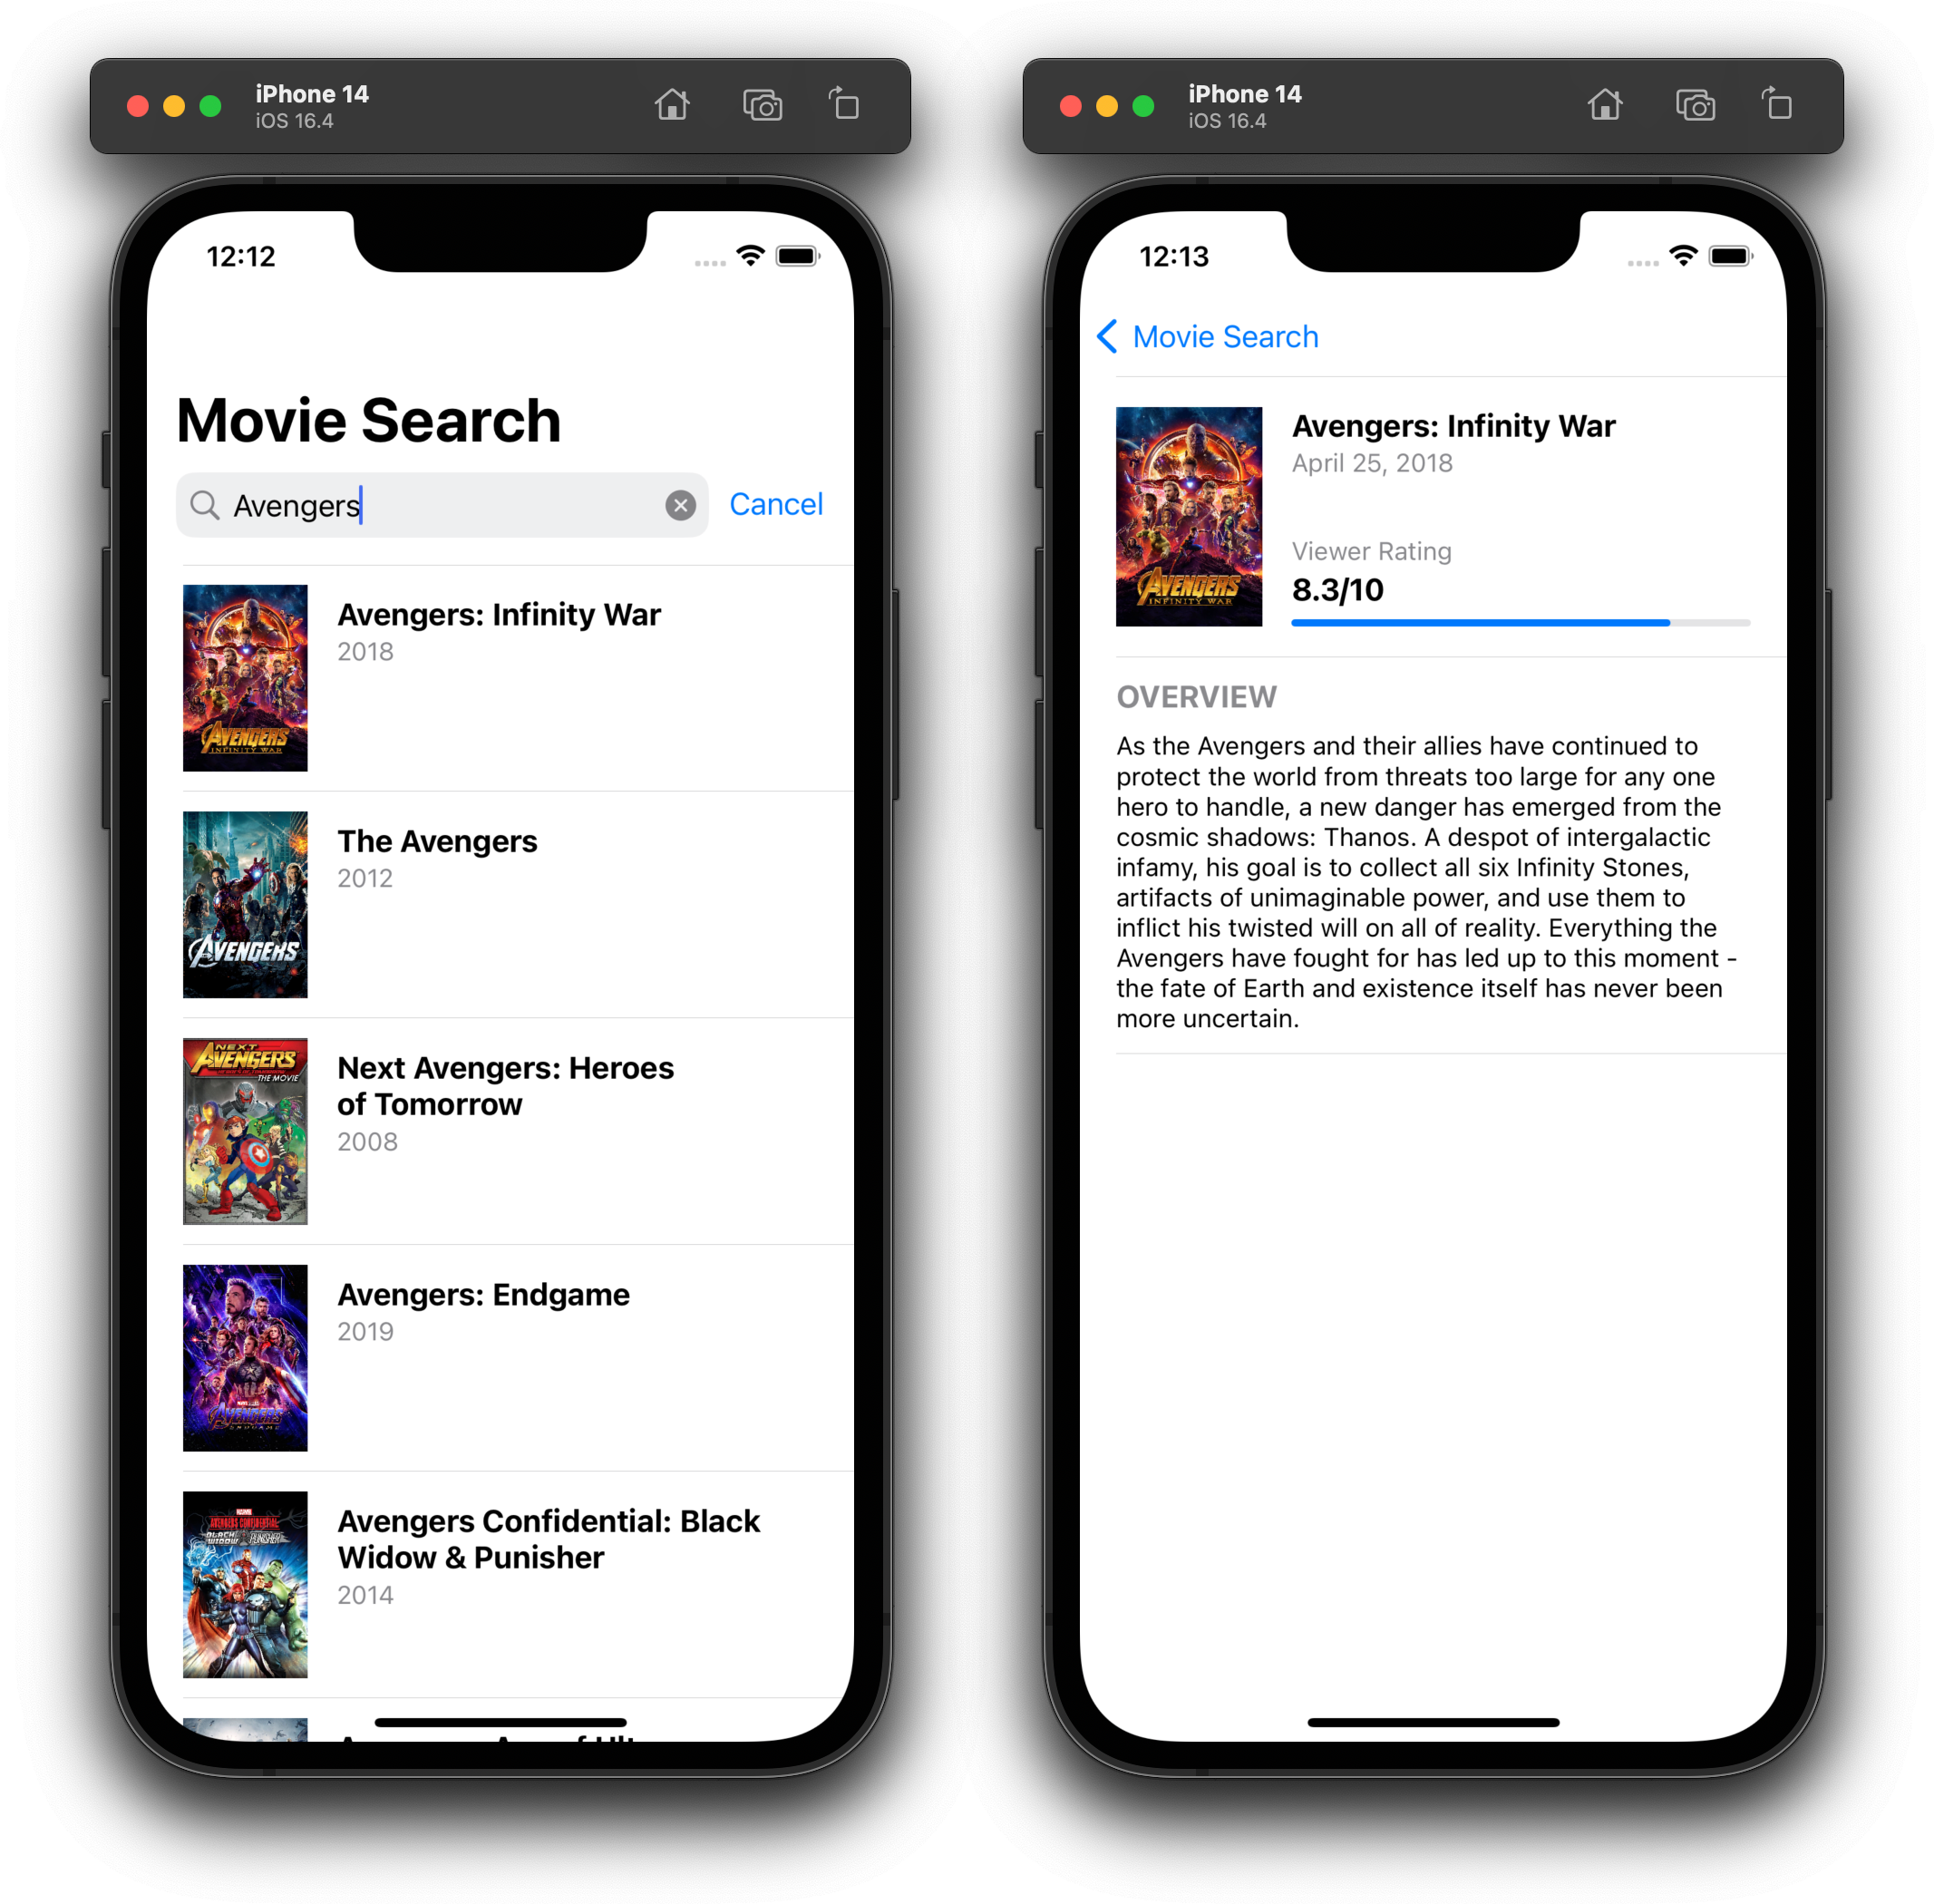 iPhone 14
iOS 16.4
12:12
Movie Search
Avengers
Cancel
AVENGERS
INFINITY WAR
Avengers: Infinity War
2018
AVENGERS
The Avengers
2012
NEXT
AVENGERS
HEROES OF TOMORROW
THE MOVIE
Next Avengers: Heroes
of Tomorrow
2008
AVENGERS
ENDGAME
Avengers: Endgame
2019
AVENGERS CONFIDENTIAL
BLACK WIDOW & PUNISHER
Avengers Confidential: Black
Widow & Punisher
2014
iPhone 14
iOS 16.4
12:13
Movie Search
AVENGERS
INFINITY WAR
Avengers: Infinity War
April 25, 2018
Viewer Rating
8.3/10
OVERVIEW
As the Avengers and their allies have continued to
protect the world from threats too large for any one
hero to handle, a new danger has emerged from the
cosmic shadows: Thanos. A despot of intergalactic
infamy, his goal is to collect all six Infinity Stones,
artifacts of unimaginable power, and use them to
inflict his twisted will on all of reality. Everything the
Avengers have fought for has led up to this moment -
the fate of Earth and existence itself has never been
more uncertain.